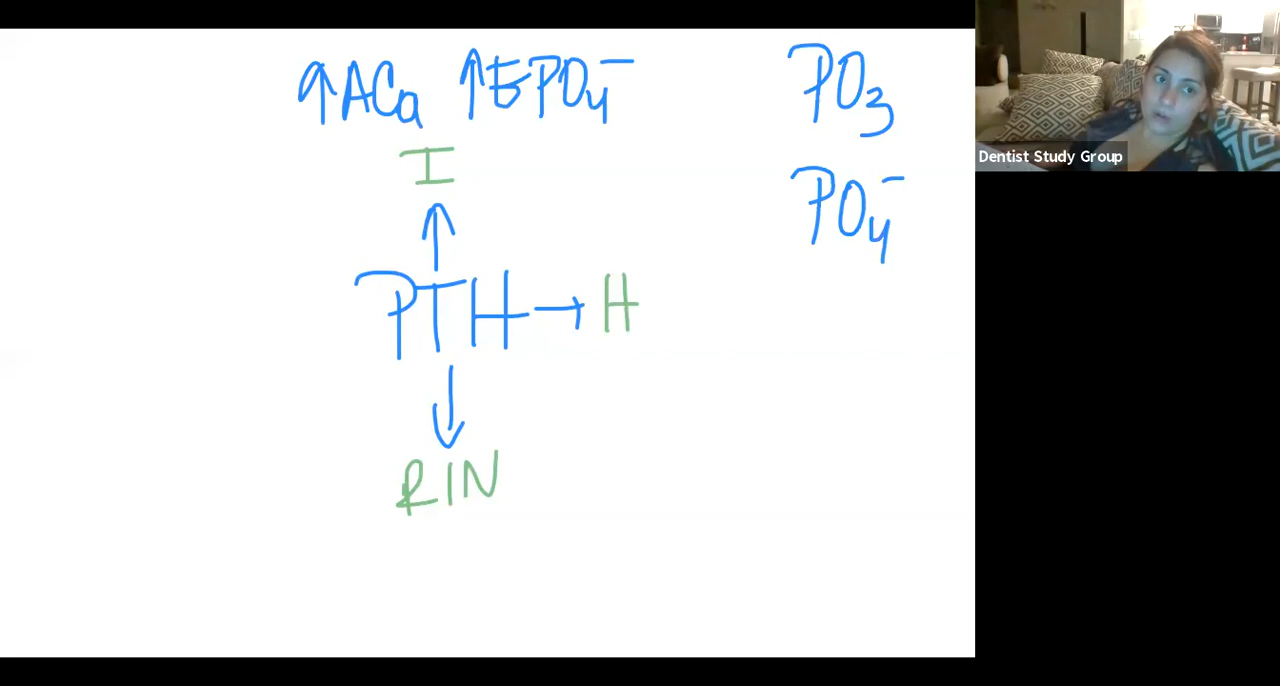 ↑ACa ↑EPO₄⁻
PO₃
I
PO₄⁻
PTH → H
RIN
Dentist Study Group